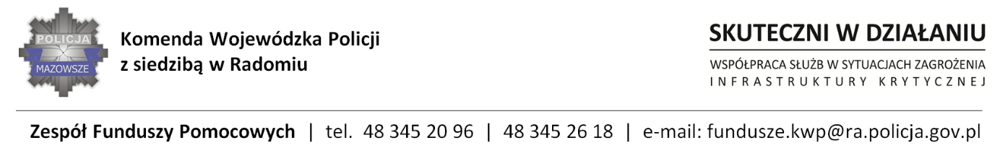 POLICJA
MAZOWSZE
Komenda Wojewódzka Policji
z siedzibą w Radomiu
SKUTECZNI W DZIAŁANIU
WSPÓŁPRACA SŁUŻB W SYTUACJACH ZAGROŻENIA
INFRASTRUKTURY KRYTYCZNEJ
Zespół Funduszy Pomocowych | tel. 48 345 20 96 | 48 345 26 18 | e-mail: fundusze.kwp@ra.policja.gov.pl